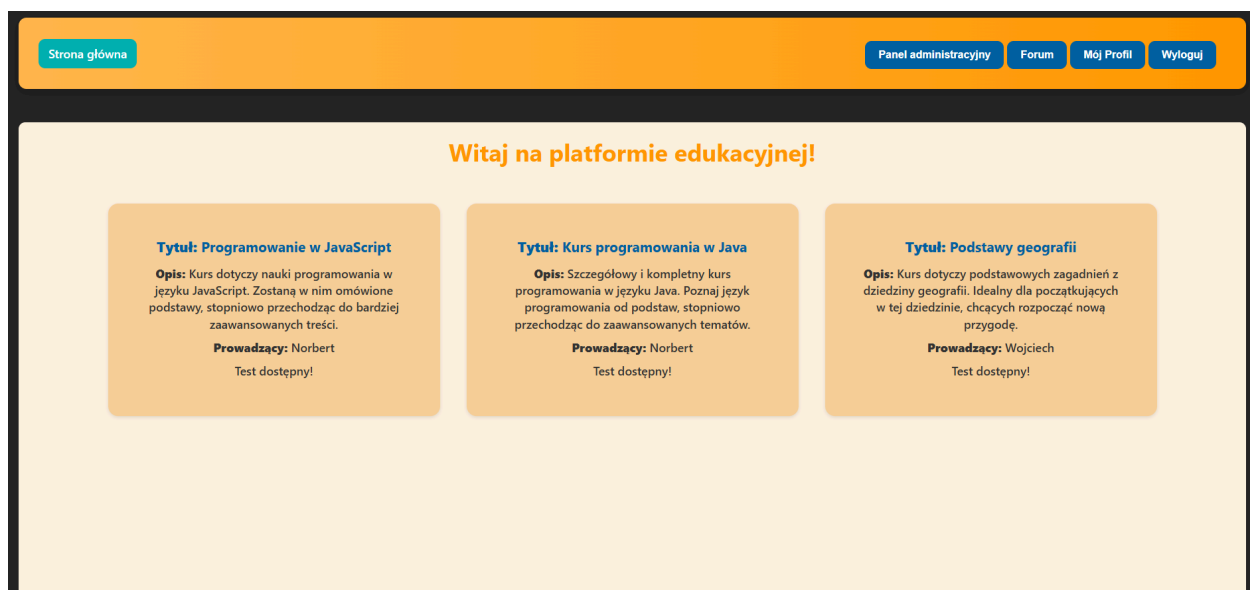 Strona główna
Panel administracyjny
Forum
Mój Profil
Wyloguj
Witaj na platformie edukacyjnej!
Tytuł: Programowanie w JavaScript
Opis: Kurs dotyczy nauki programowania w
języku JavaScript. Zostaną w nim omówione
podstawy, stopniowo przechodząc do bardziej
zaawansowanych treści.
Prowadzący: Norbert
Test dostępny!
Tytuł: Kurs programowania w Java
Opis: Szczegółowy i kompletny kurs
programowania w języku Java. Poznaj język
programowania od podstaw, stopniowo
przechodząc do zaawansowanych tematów.
Prowadzący: Norbert
Test dostępny!
Tytuł: Podstawy geografii
Opis: Kurs dotyczy podstawowych zagadnień z
dziedziny geografii. Idealny dla początkujących
w tej dziedzinie, chcących rozpocząć nową
przygodę.
Prowadzący: Wojciech
Test dostępny!